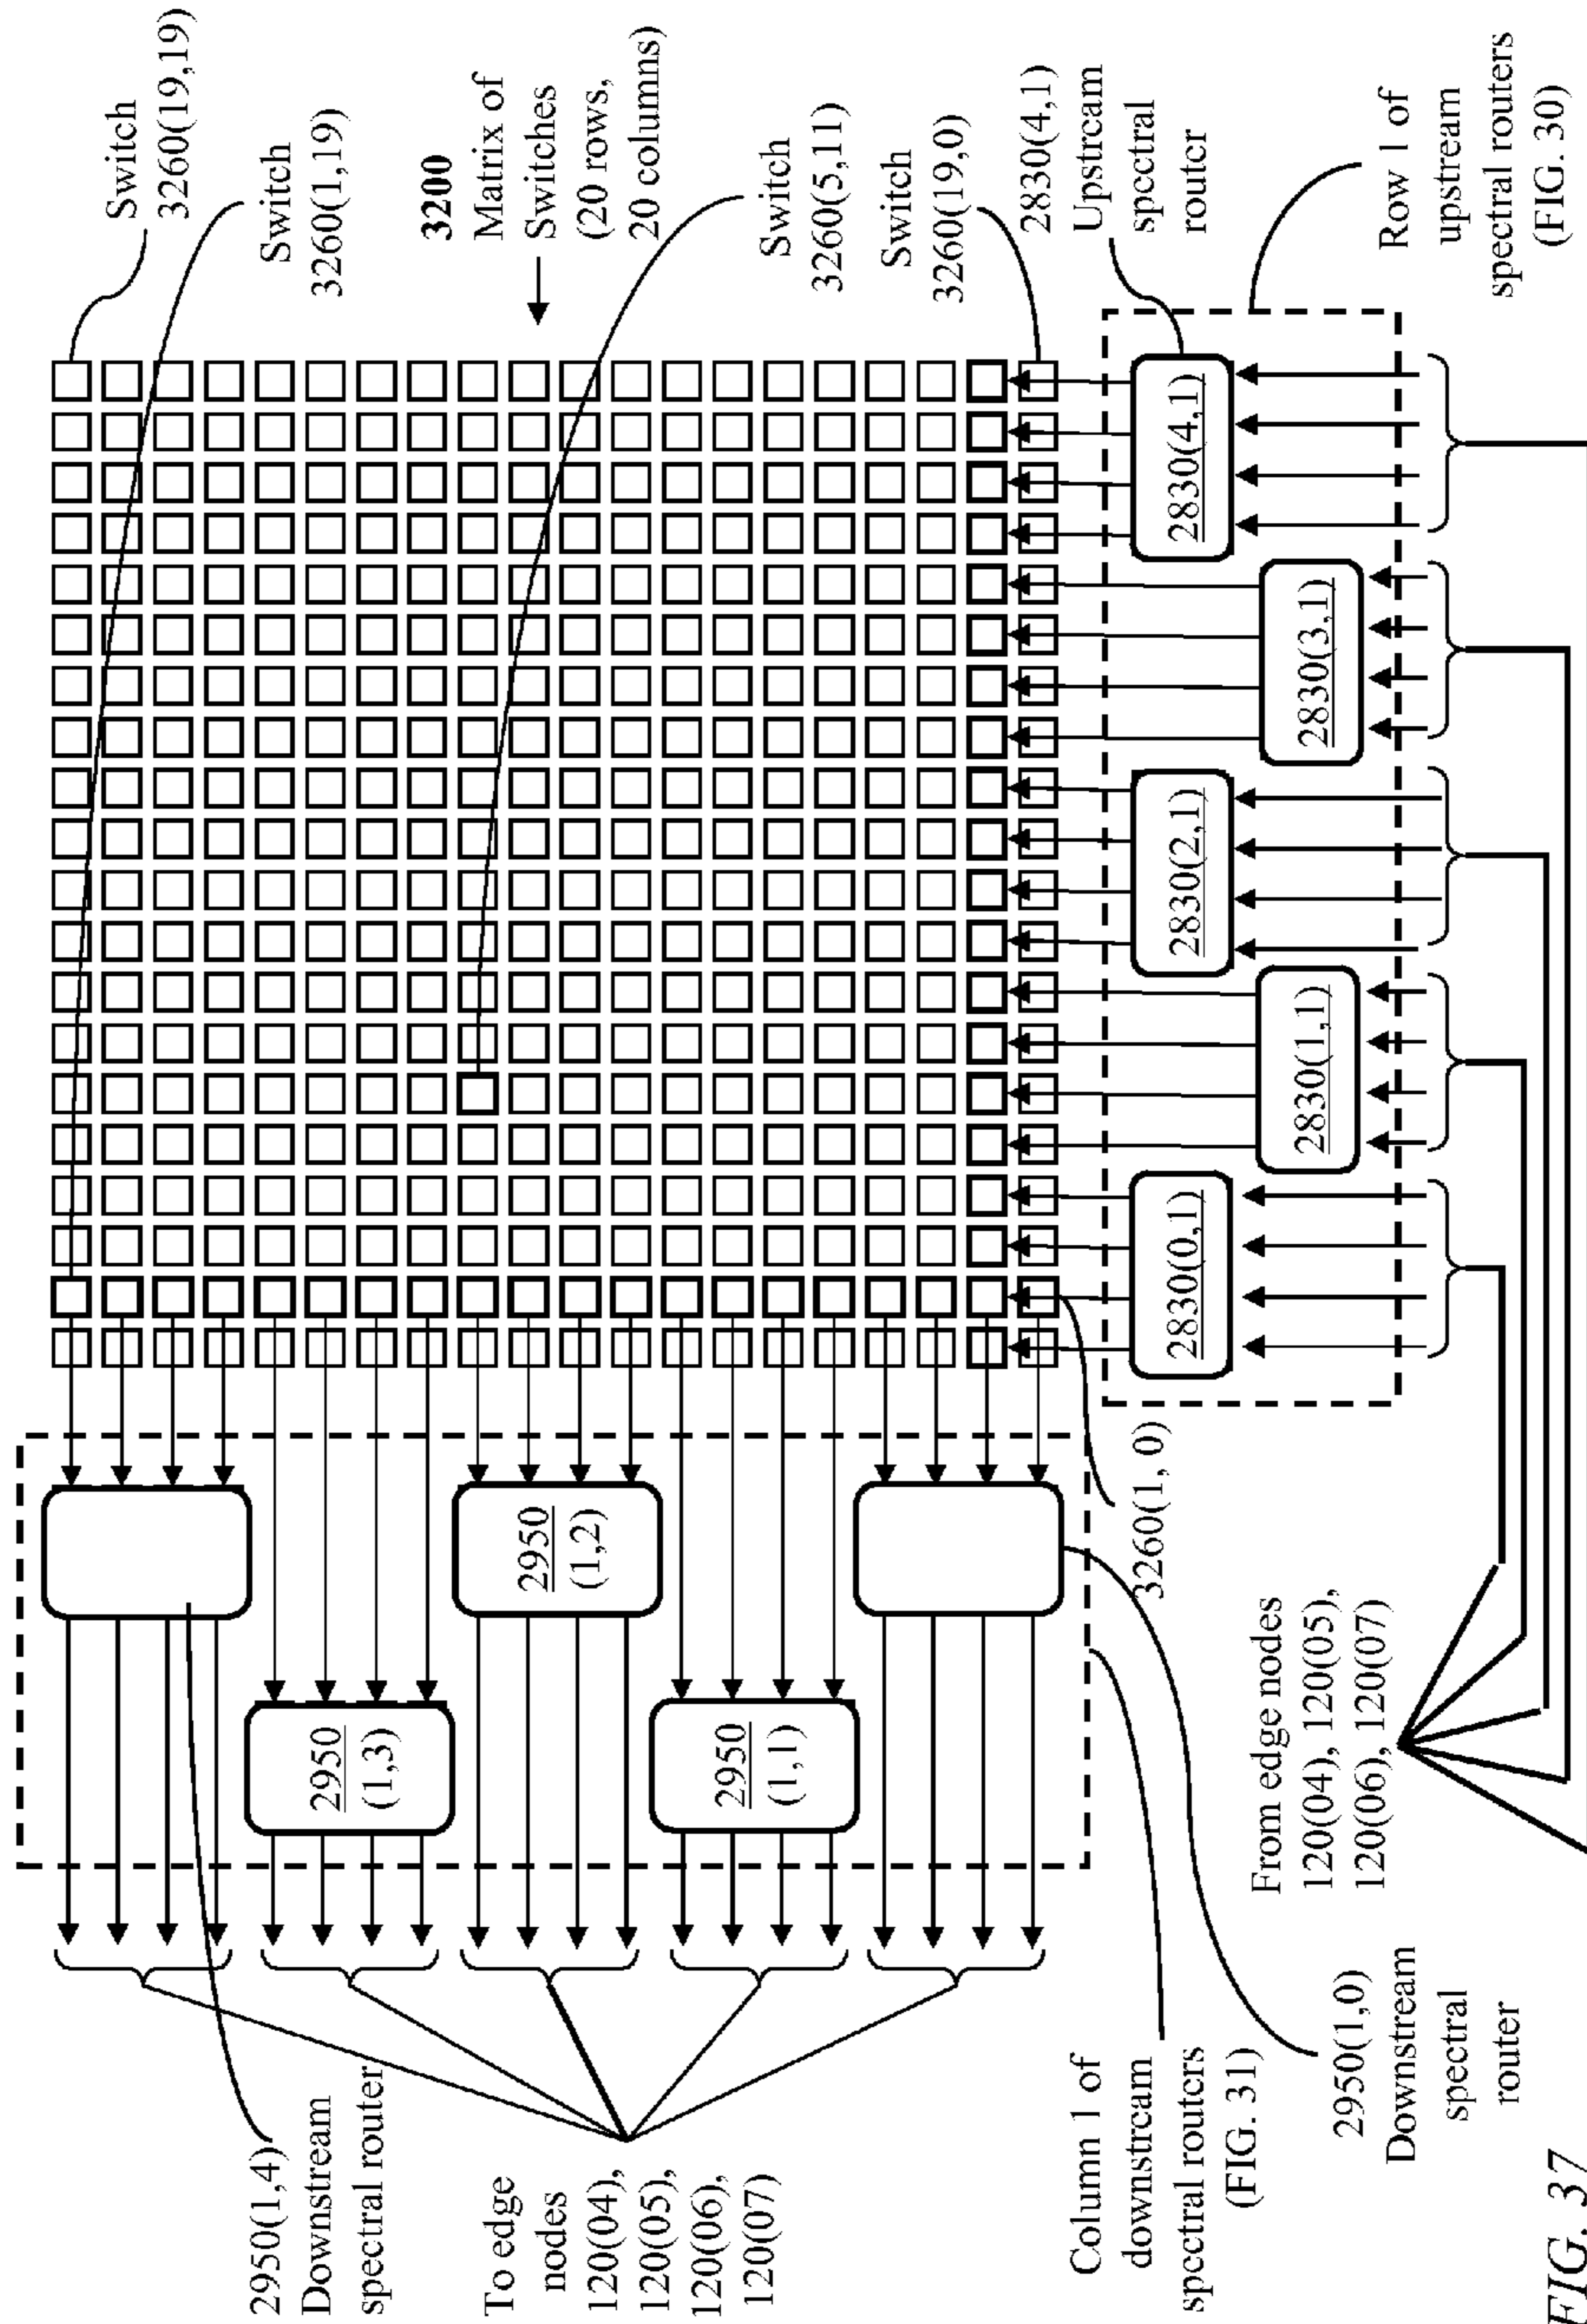 2950(1,4)
Downstream
spectral router
To edge
nodes
120(04),
120(05),
120(06),
120(07)
2950
(1,3)
2950
(1,2)
2950
(1,1)
Switch
3260(19,19)
Switch
3260(1,19)
3200
Matrix of
Switches
(20 rows,
20 columns)
Switch
3260(5,11)
Switch
3260(19,0)
2830(4,1)
Upstream
spectral
router
Column 1 of
downstream
spectral routers
(FIG. 31)
3260(1, 0)
2830(0,1)
2830(1,1)
2830(2,1)
2830(3,1)
2830(4,1)
2950(1,0)
Downstream
spectral
router
From edge nodes
120(04), 120(05),
120(06), 120(07)
Row 1 of
upstream
spectral routers
(FIG. 30)
FIG. 37